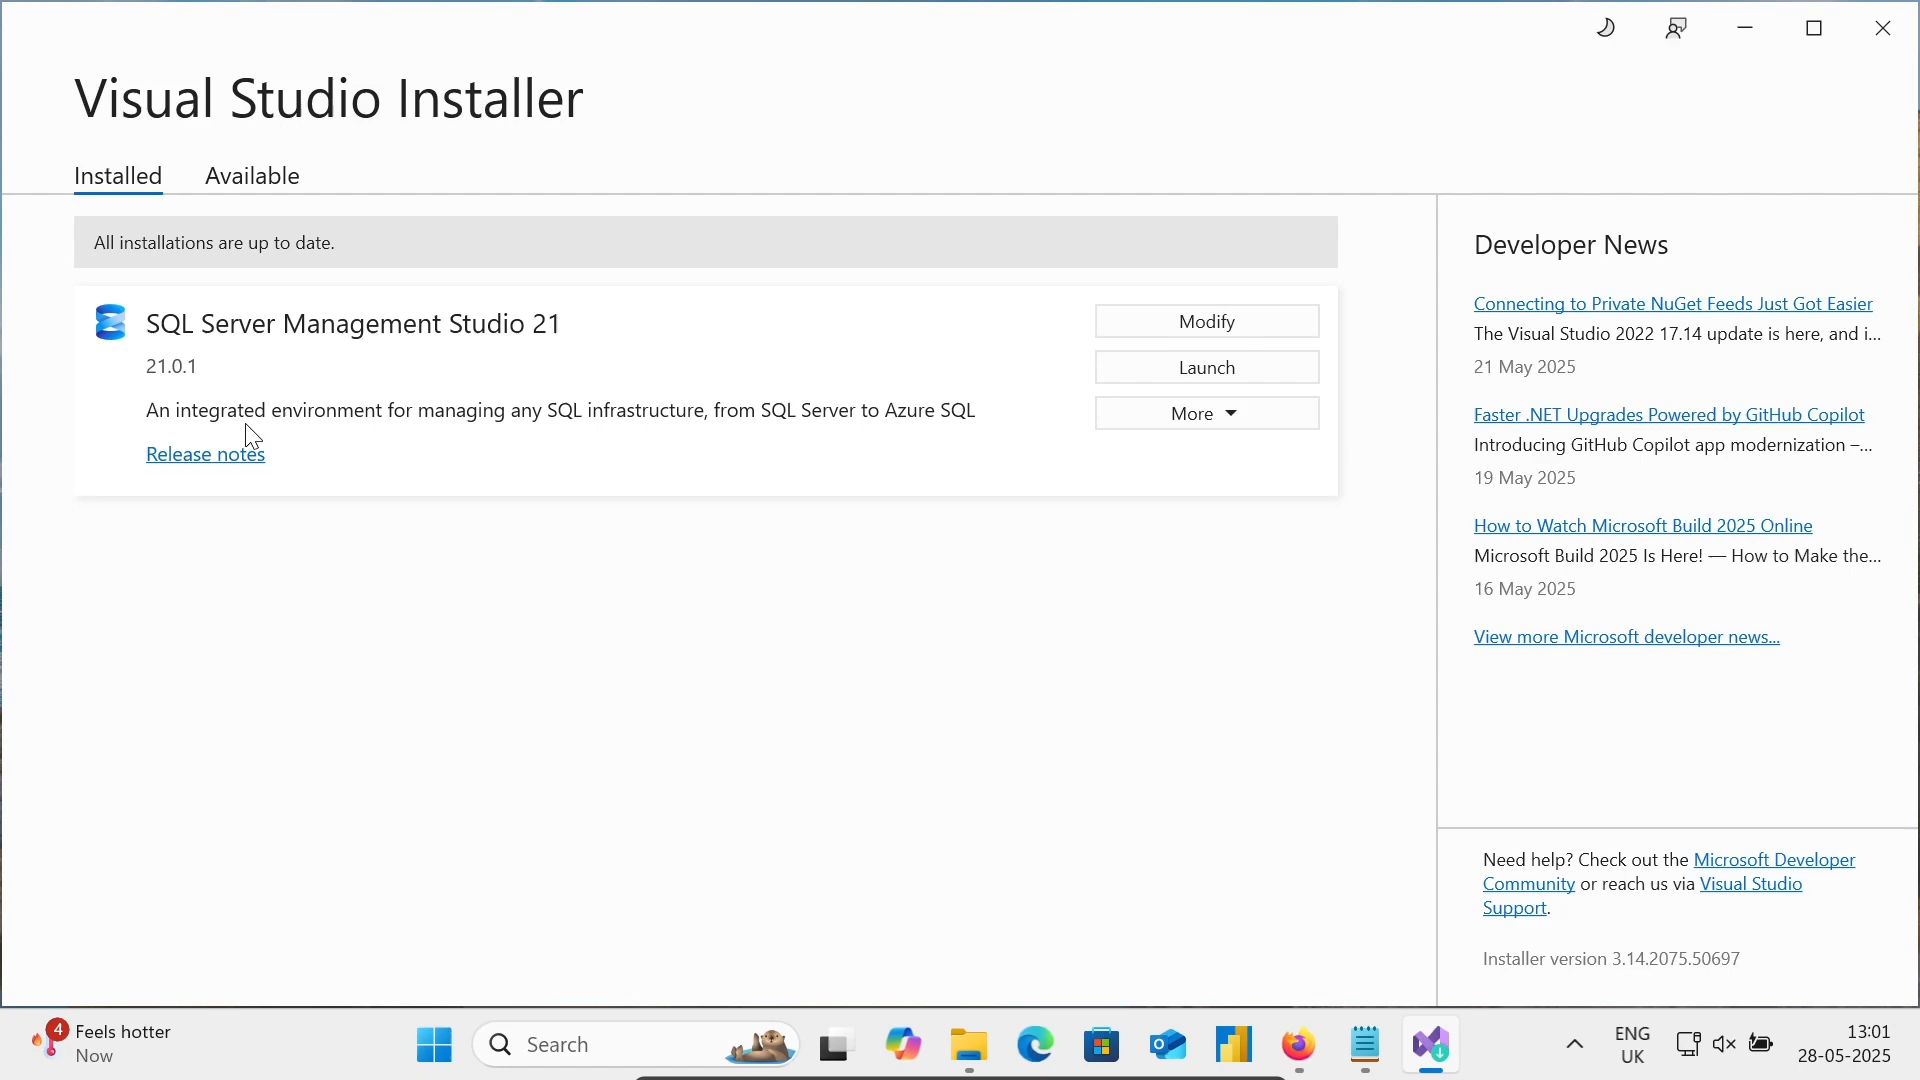 Visual Studio Installer
Installed
Available
All installations are up to date.
SQL Server Management Studio 21
21.0.1
An integrated environment for managing any SQL infrastructure, from SQL Server to Azure SQL
Release notes
Modify
Launch
More
Developer News
Connecting to Private NuGet Feeds Just Got Easier
The Visual Studio 2022 17.14 update is here, and i...
21 May 2025
Faster .NET Upgrades Powered by GitHub Copilot
Introducing GitHub Copilot app modernization –...
19 May 2025
How to Watch Microsoft Build 2025 Online
Microsoft Build 2025 Is Here! — How to Make the...
16 May 2025
View more Microsoft developer news...
Need help? Check out the Microsoft Developer
Community or reach us via Visual Studio
Support.
Installer version 3.14.2075.50697
4
Feels hotter
Now
Search
ENG
UK
13:01
28-05-2025